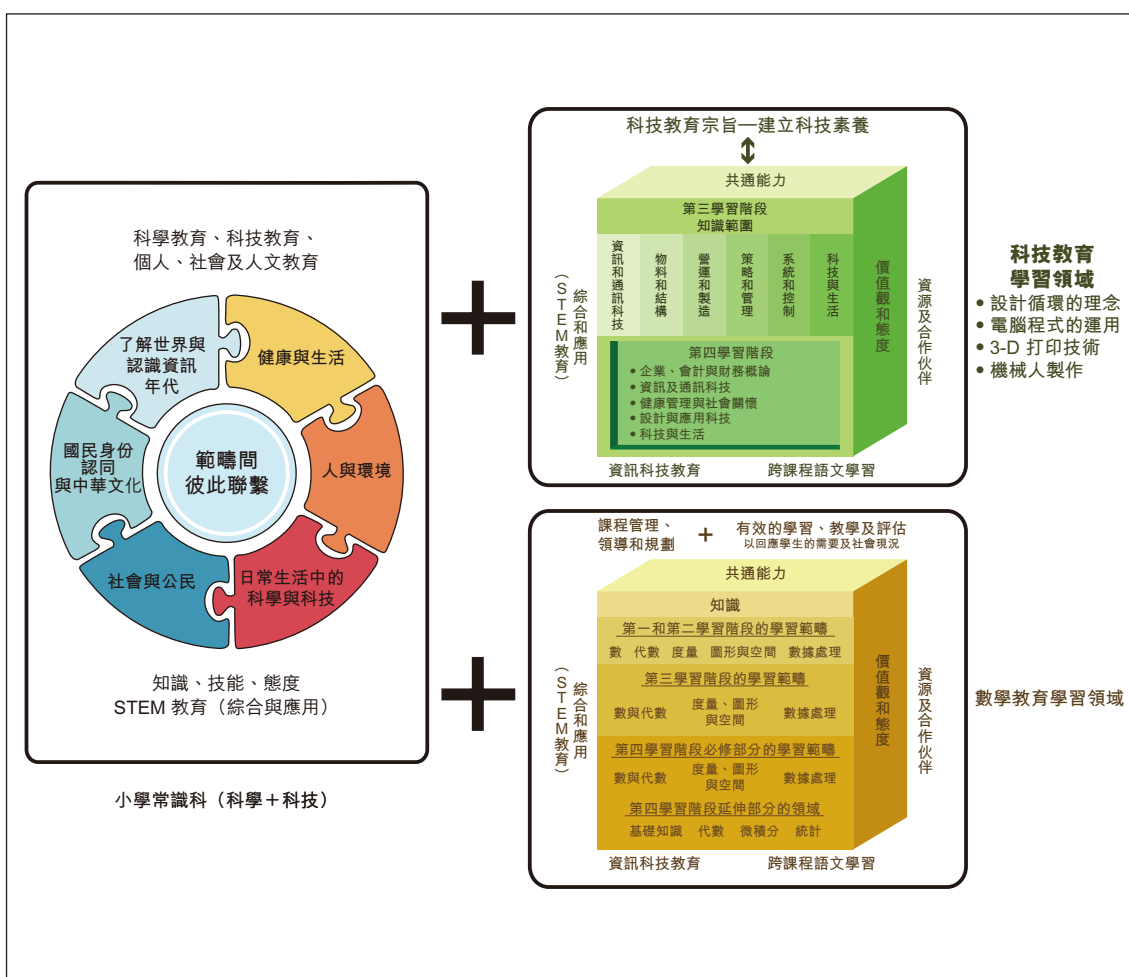 科學教育、科技教育、
個人、社會及人文教育
了解世界與
認識資訊
年代
健康與生活
國民身份
認同
與中華文化
範疇間
彼此聯繫
人與環境
社會與公民
日常生活中的
科學與科技
知識、技能、態度
STEM 教育（綜合與應用）
小學常識科（科學＋科技）
科技教育宗旨—建立科技素養
共通能力
第三學習階段
知識範圍
綜合和應用
（STEM教育）
資訊和通訊科技
物料和結構
營運和製造
策略和管理
系統和控制
科技與生活
價值觀和態度
資源及合作伙伴
第四學習階段
• 企業、會計與財務概論
• 資訊及通訊科技
• 健康管理與社會關懷
• 設計與應用科技
• 科技與生活
資訊科技教育
跨課程語文學習
科技教育
學習領域
• 設計循環的理念
• 電腦程式的運用
• 3-D 打印技術
• 機械人製作
課程管理、
領導和規劃
+
有效的學習、教學及評估
以回應學生的需要及社會現況
共通能力
知識
第一和第二學習階段的學習範疇
數 代數 度量 圖形與空間 數據處理
第三學習階段的學習範疇
數與代數 度量、圖形 數據處理
與空間
第四學習階段必修部分的學習範疇
數與代數 度量、圖形 數據處理
與空間
第四學習階段延伸部分的領域
基礎知識 代數 微積分 統計
綜合和應用
（STEM教育）
價值觀和態度
資源及合作伙伴
資訊科技教育
跨課程語文學習
數學教育學習領域